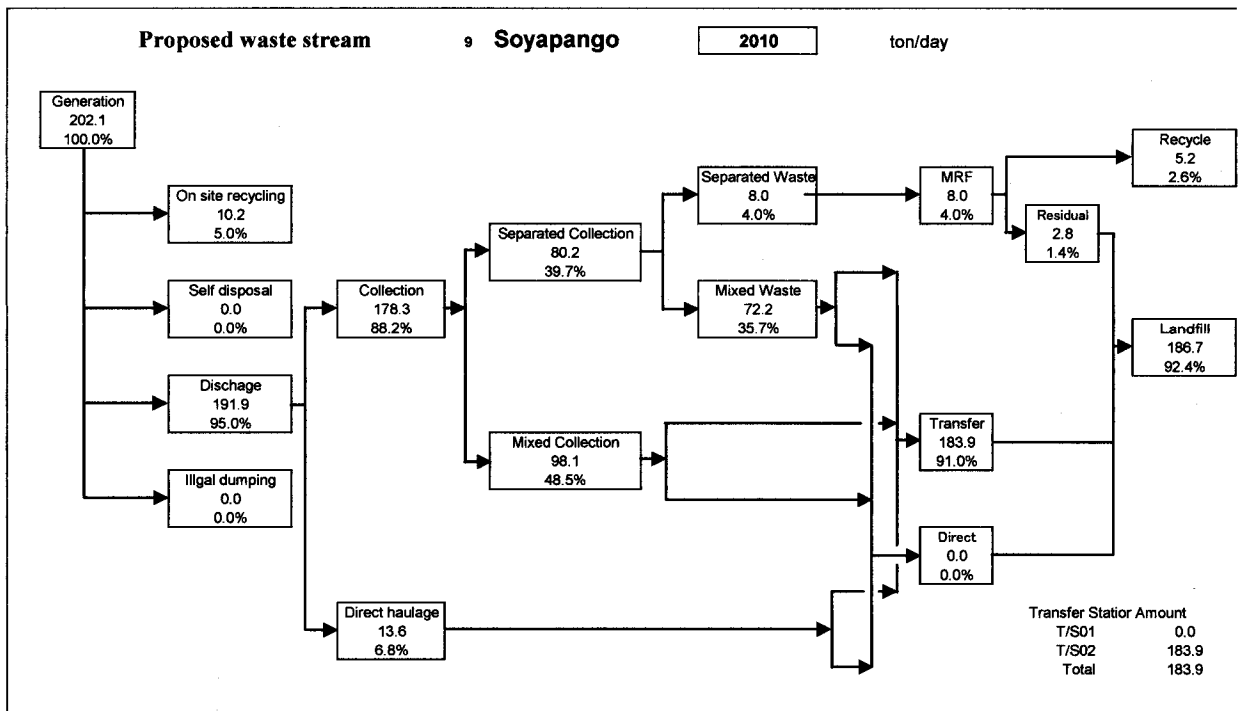 Proposed waste stream 9 Soyapango 2010 ton/day
Generation
202.1
100.0%
On site recycling
10.2
5.0%
Self disposal
0.0
0.0%
Dischage
191.9
95.0%
Illgal dumping
0.0
0.0%
Collection
178.3
88.2%
Direct haulage
13.6
6.8%
Separated Collection
80.2
39.7%
Mixed Collection
98.1
48.5%
Separated Waste
8.0
4.0%
Mixed Waste
72.2
35.7%
MRF
8.0
4.0%
Transfer
183.9
91.0%
Direct
0.0
0.0%
Residual
2.8
1.4%
Recycle
5.2
2.6%
Landfill
186.7
92.4%
Transfer Statior Amount
T/S01 0.0
T/S02 183.9
Total 183.9